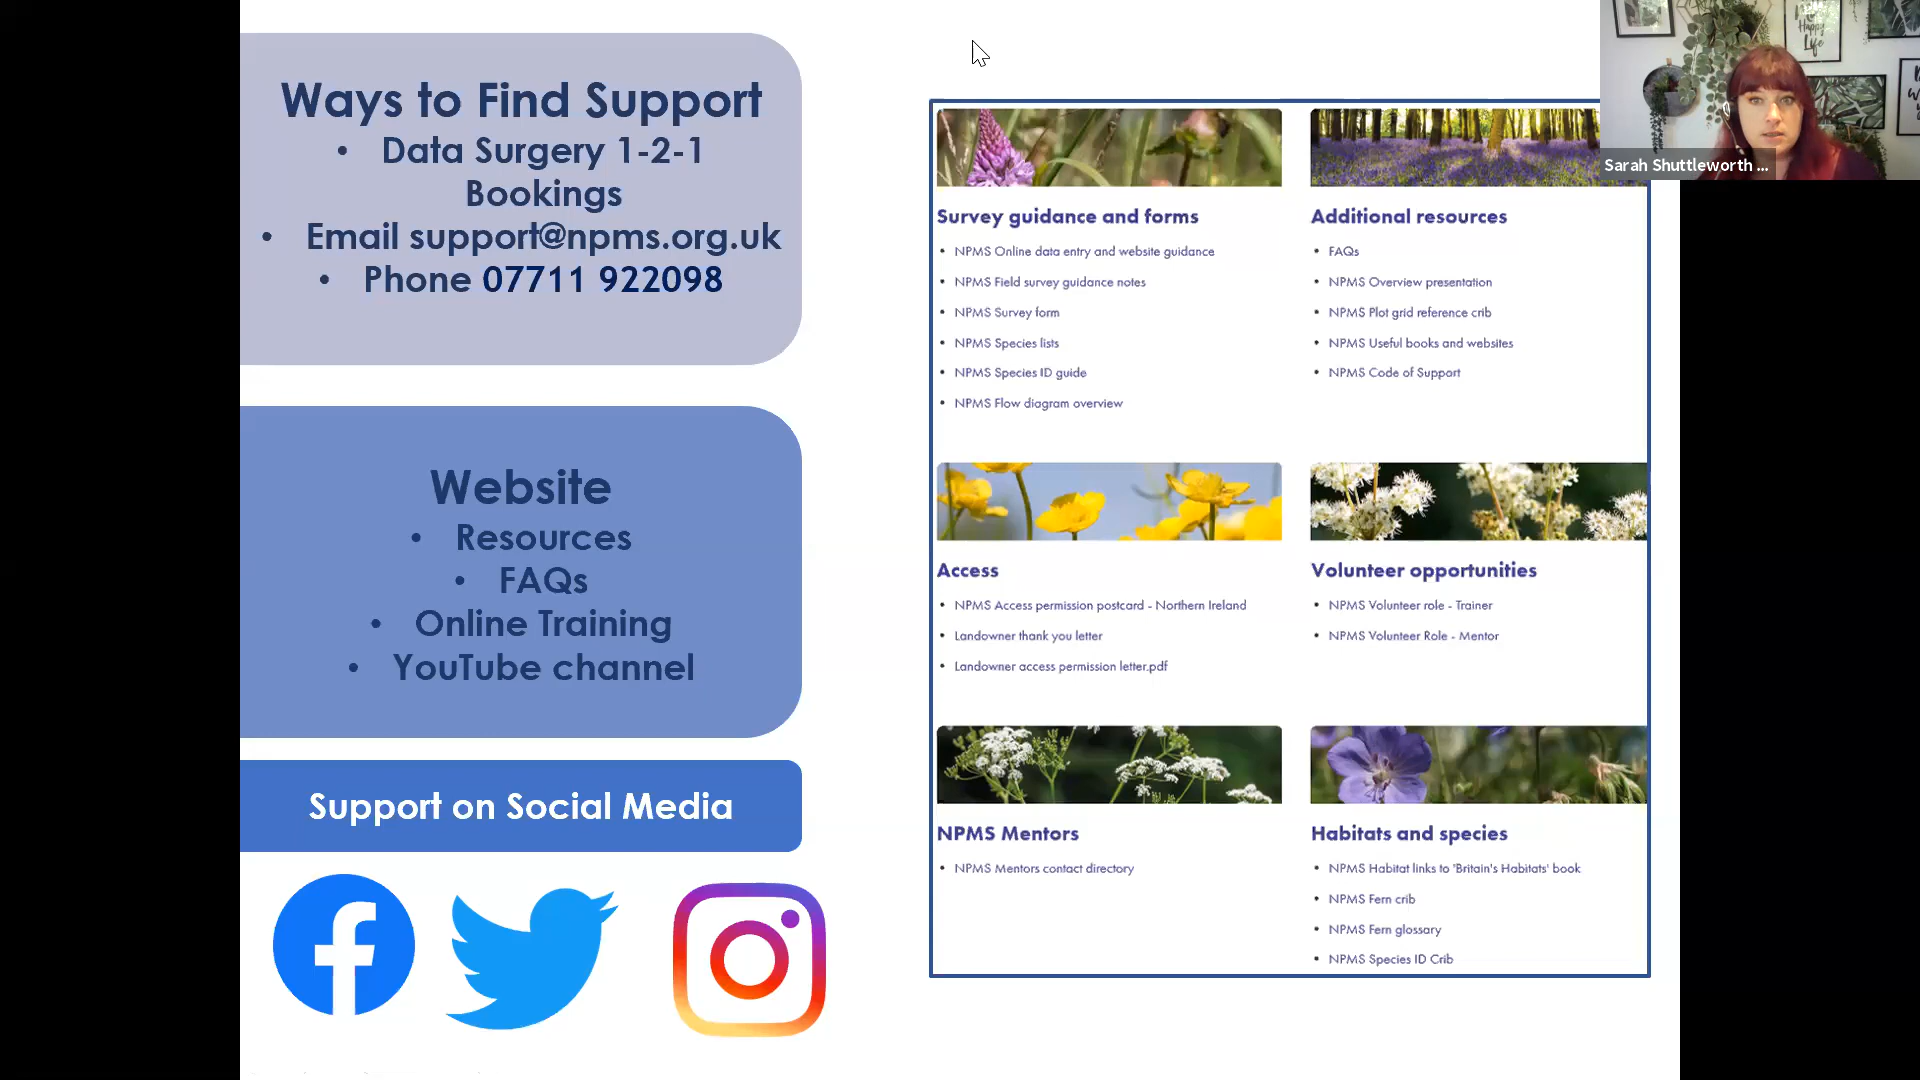 Ways to Find Support
• Data Surgery 1-2-1
Bookings
• Email support@npms.org.uk
• Phone 07711 922098
Website
• Resources
• FAQs
• Online Training
• YouTube channel
Support on Social Media
Survey guidance and forms
• NPMS Online data entry and website guidance
• NPMS Field survey guidance notes
• NPMS Survey form
• NPMS Species lists
• NPMS Species ID guide
• NPMS Flow diagram overview
Additional resources
• FAQs
• NPMS Overview presentation
• NPMS Plot grid reference crib
• NPMS Useful books and websites
• NPMS Code of Support
Access
• NPMS Access permission postcard - Northern Ireland
• Landowner thank you letter
• Landowner access permission letter.pdf
Volunteer opportunities
• NPMS Volunteer role - Trainer
• NPMS Volunteer Role - Mentor
NPMS Mentors
• NPMS Mentors contact directory
Habitats and species
• NPMS Habitat links to 'Britain's Habitats' book
• NPMS Fern crib
• NPMS Fern glossary
• NPMS Species ID Crib
Happy
Life
Sarah Shuttleworth ...